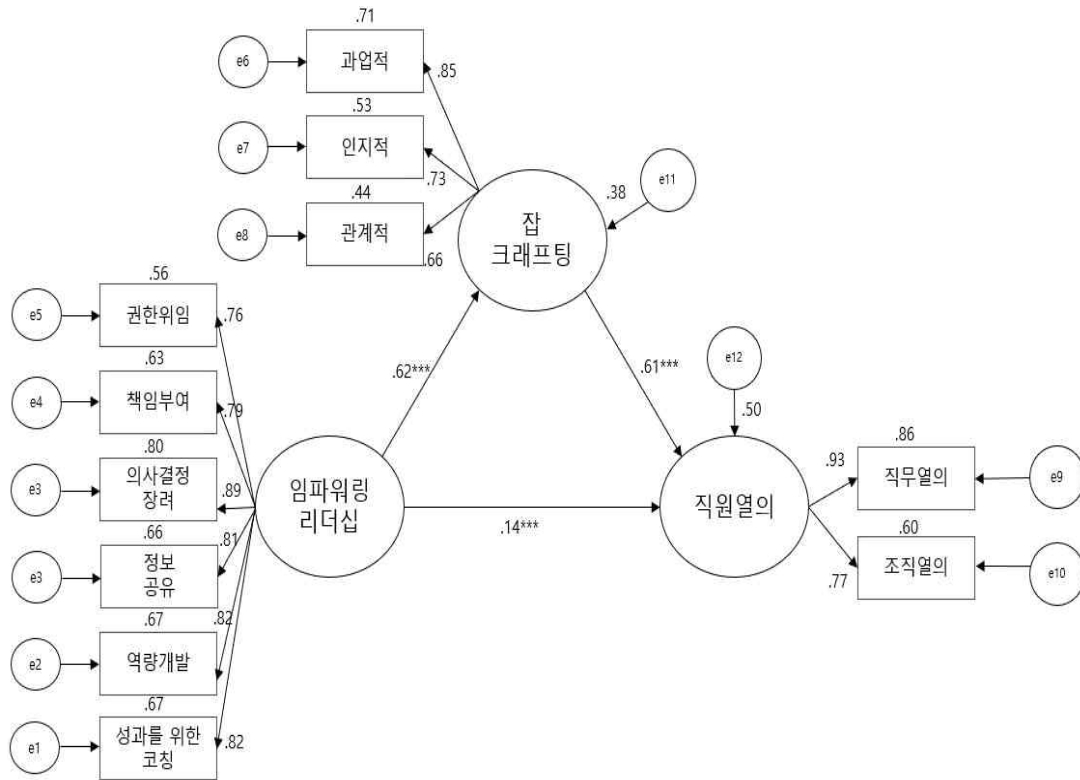 .71
e6
과업적
.85
.53
e7
인지적
.73
.44
e8
관계적
.66
잡
크래프팅
.38
e11
.56
e5
권한위임
.76
.63
e4
책임부여
.79
.80
e3
의사결정
장려
.89
.66
e3
정보
공유
.81
.67
e2
역량개발
.82
.67
e1
성과를 위한
코칭
.82
임파워링
리더십
.62***
.61***
.14***
e12
.50
직원열의
.86
.93
직무열의
e9
.60
조직열의
.77
e10